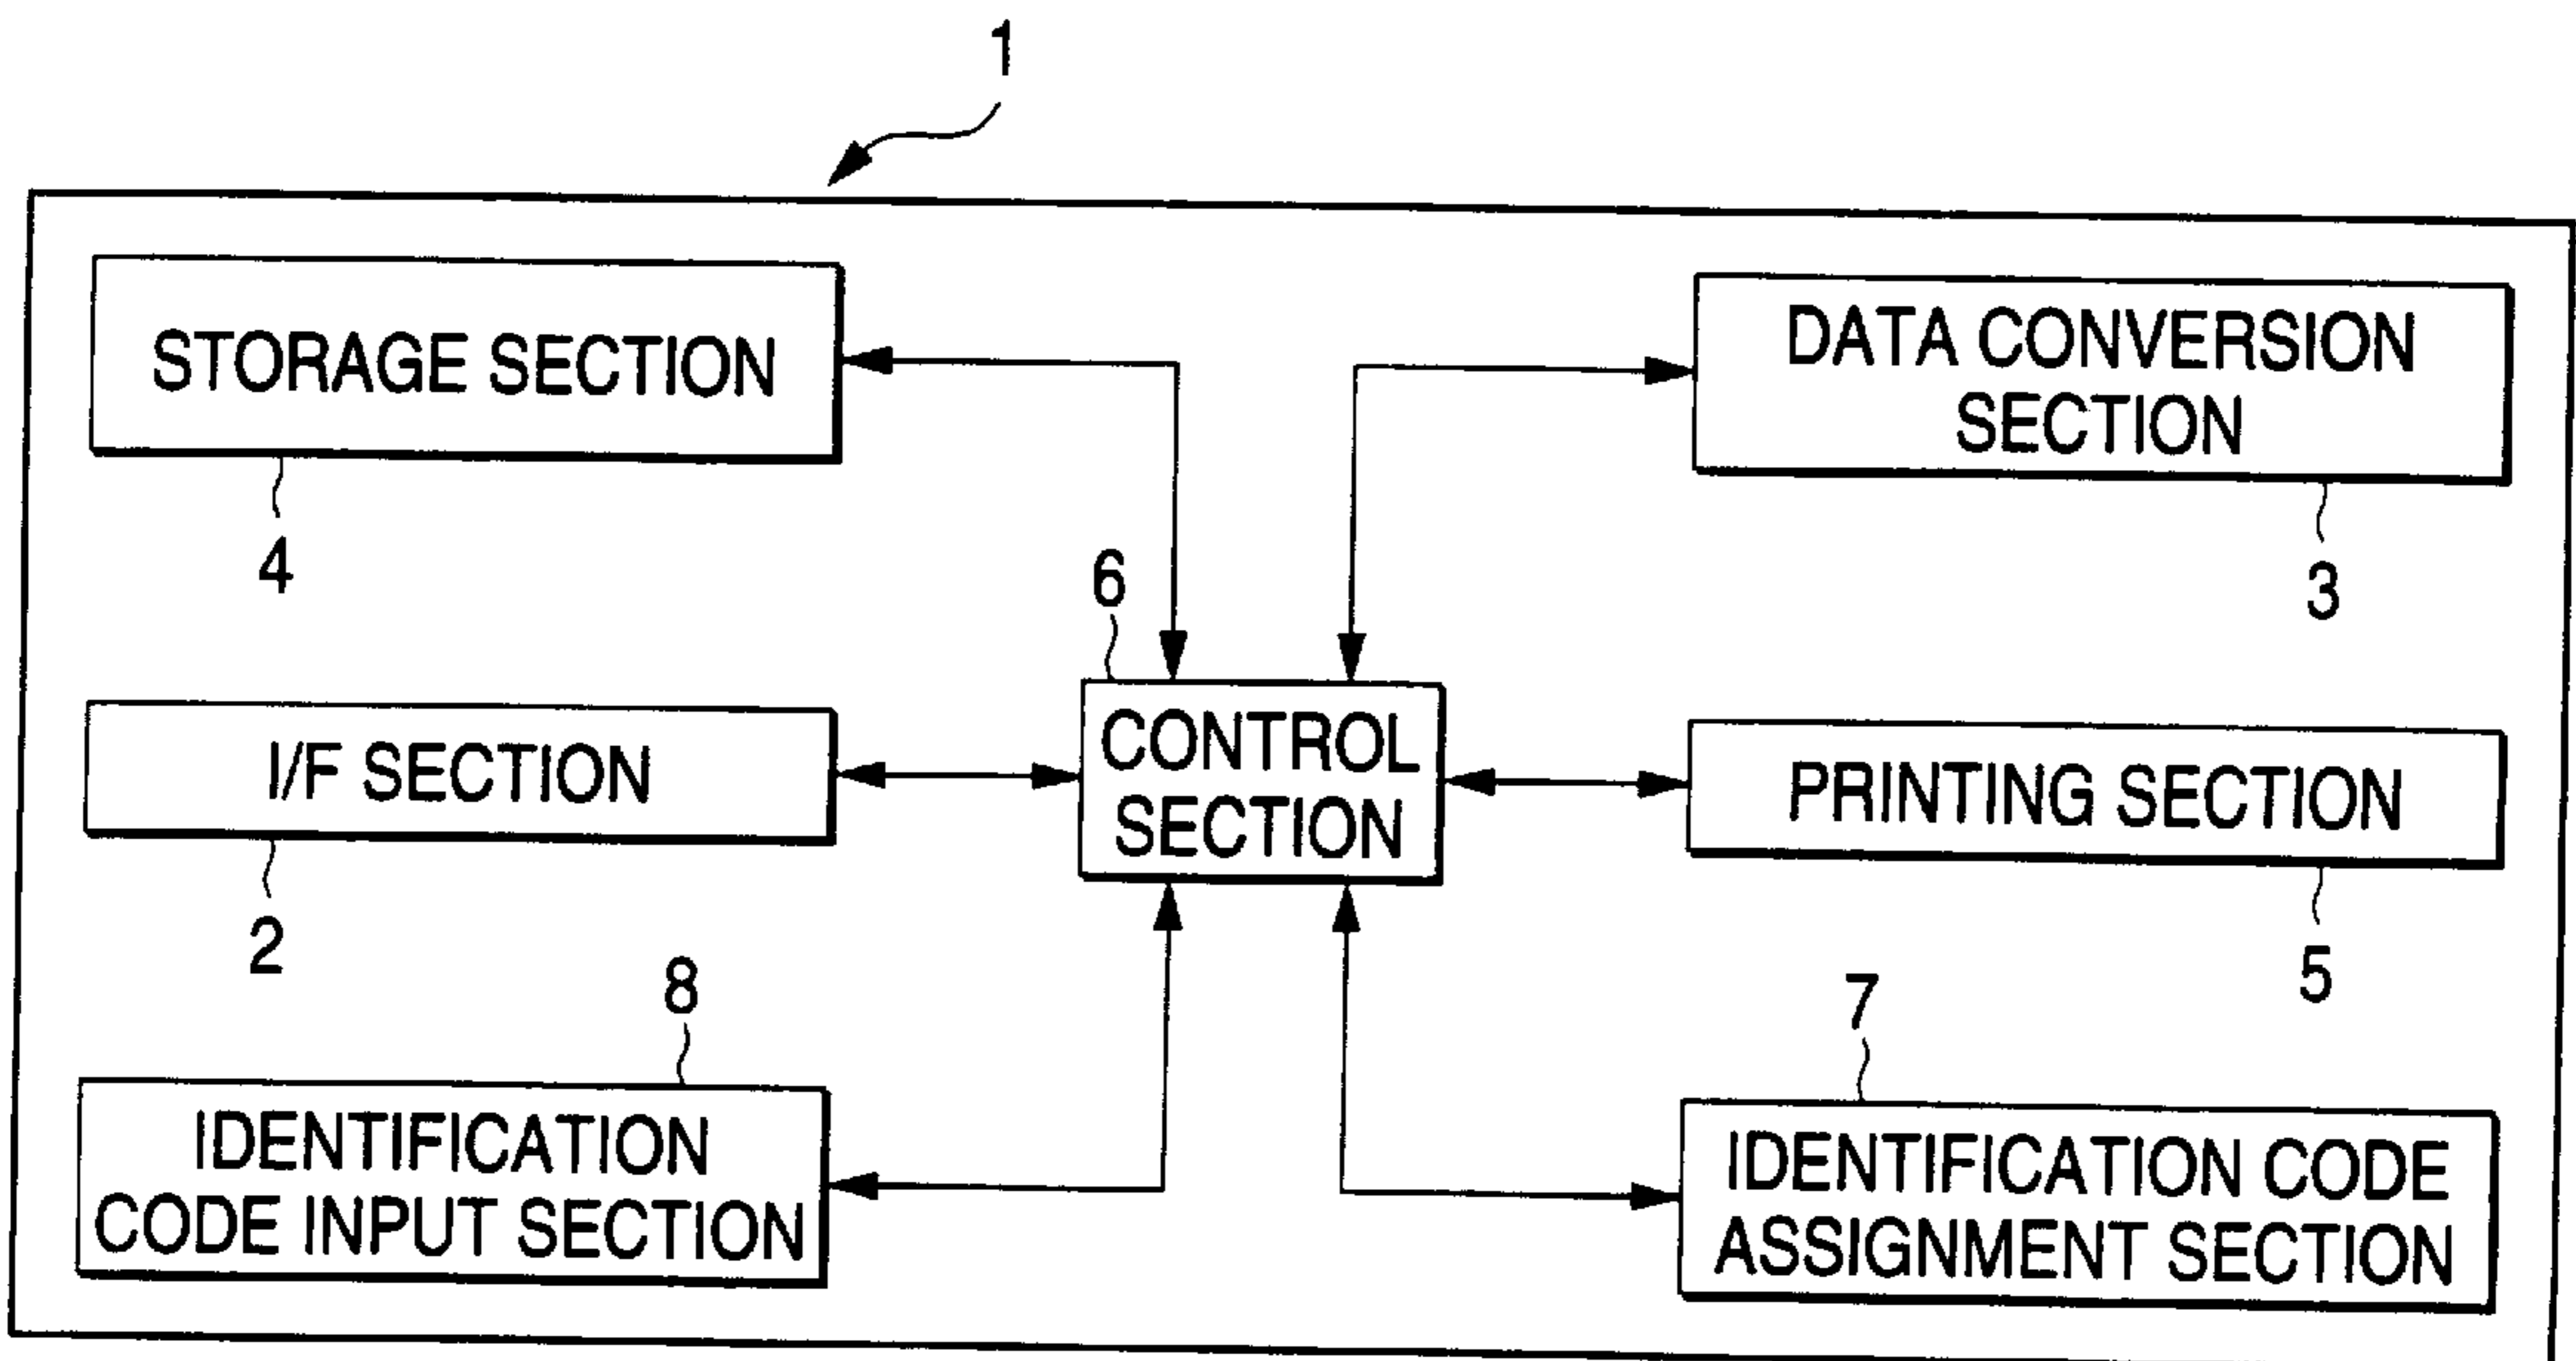 1
STORAGE SECTION
4
DATA CONVERSION
SECTION
3
6
CONTROL
SECTION
I/F SECTION
2
PRINTING SECTION
5
8
IDENTIFICATION
CODE INPUT SECTION
7
IDENTIFICATION CODE
ASSIGNMENT SECTION